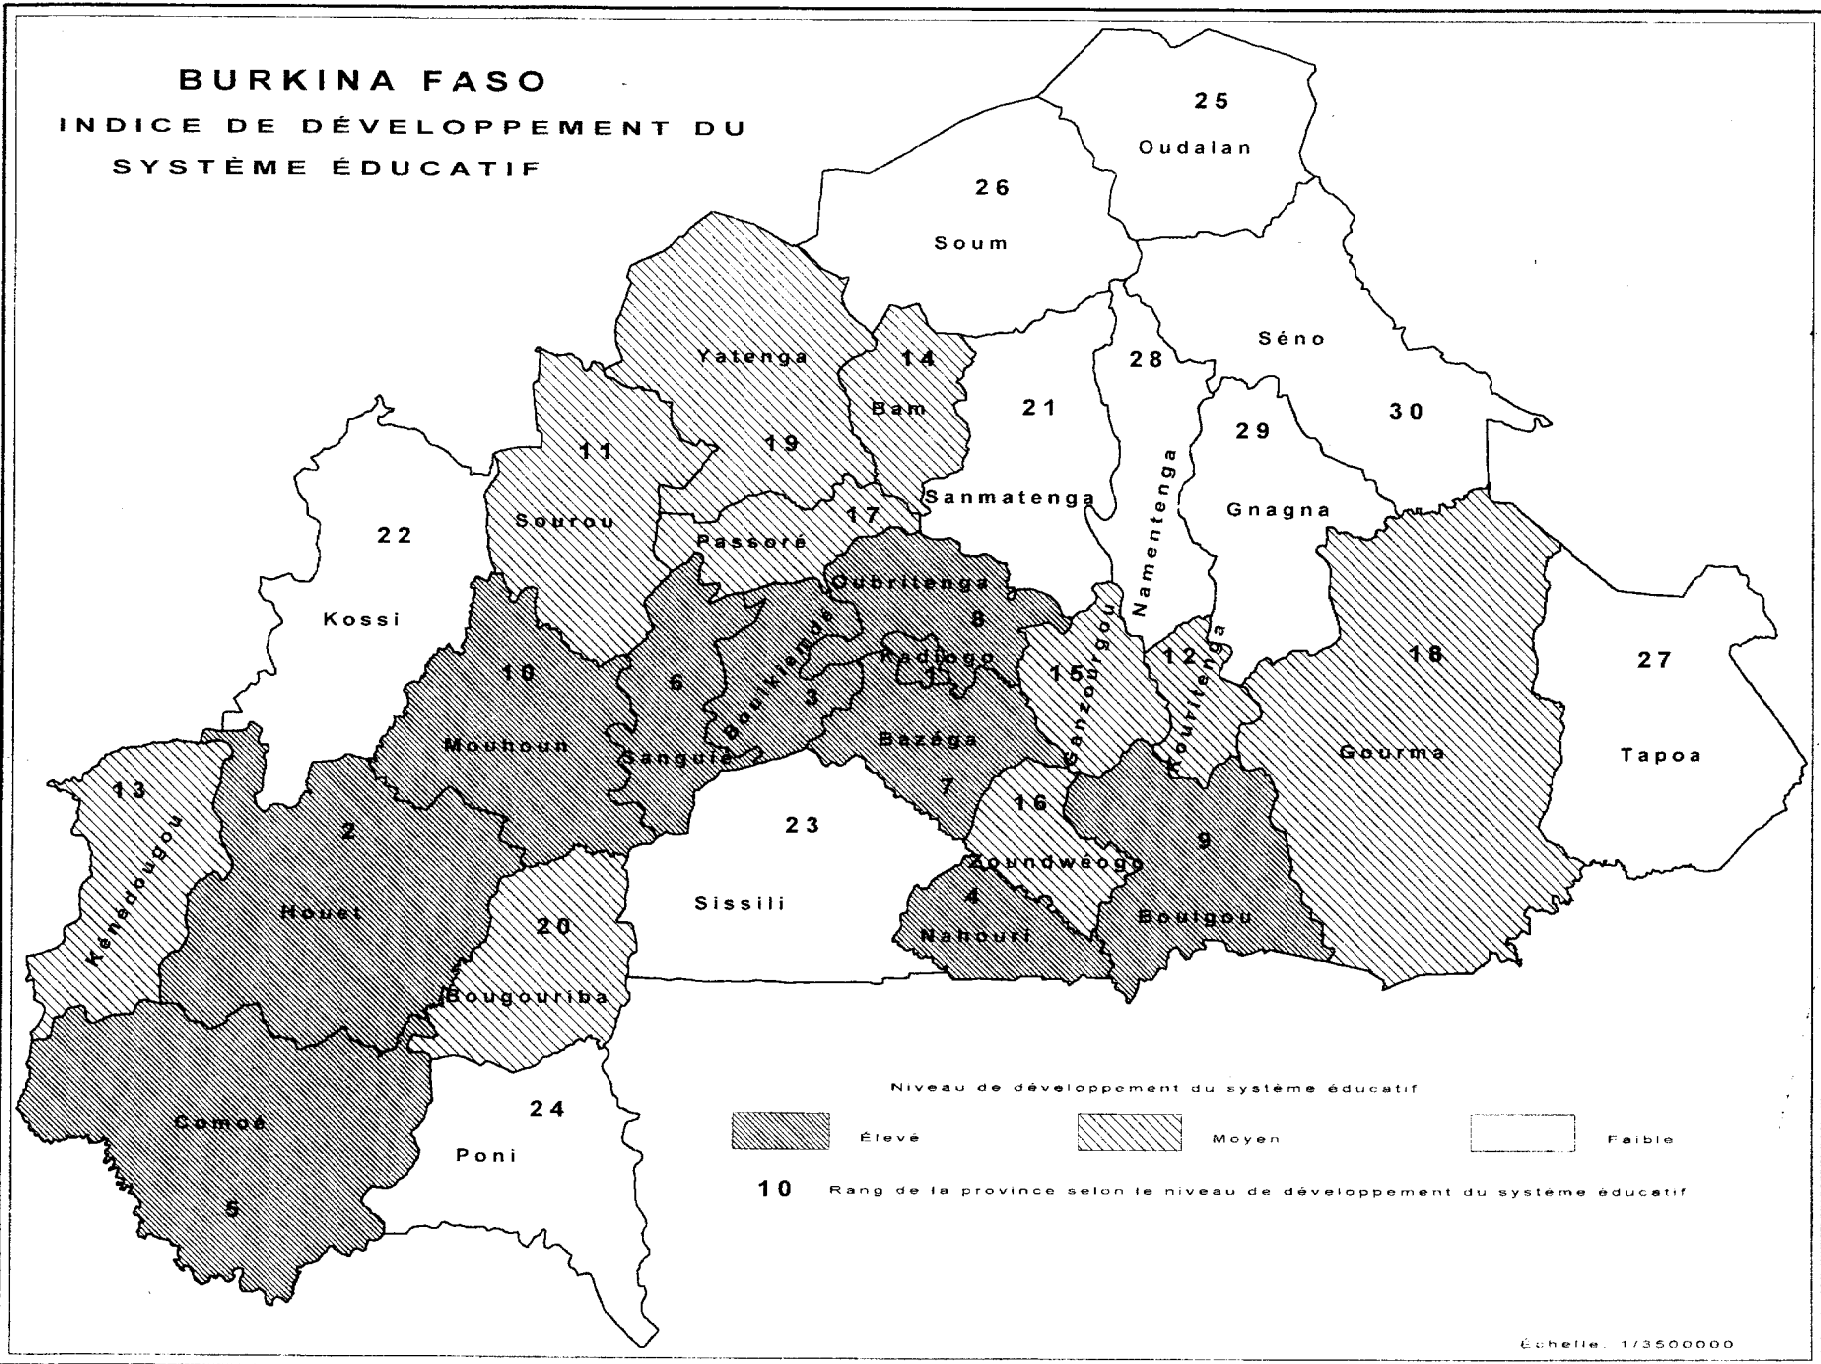 BURKINA FASO
INDICE DE DÉVELOPPEMENT DU
SYSTÈME ÉDUCATIF
25
Oudalan
26
Soum
Séno
30
Yatenga
19
14
Bam
21
Sanmatenga
28
Namentenga
29
Gnagna
11
Sourou
22
Kossi
17
Passoré
Oubritenga
8
Kadiogo
1
10
Mouhoun
6
Sanguié
Boulkiemdé
3
Bazéga
7
15
Ganzourgou
12
Kouritenga
18
Gourma
27
Tapoa
13
Kénédougou
2
Houet
23
Sissili
16
Zoundwéogo
9
Boulgou
4
Nahouri
20
Bougouriba
Comoé
5
24
Poni
Niveau de développement du système éducatif
Élevé
Moyen
Faible
10 Rang de la province selon le niveau de développement du système éducatif
Échelle. 1/3500000